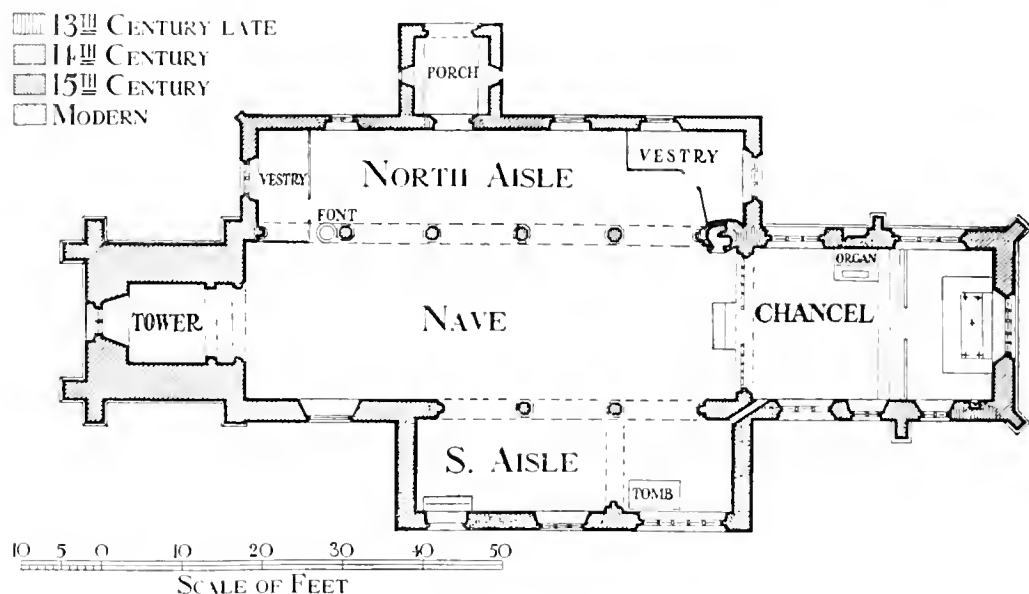 13TH CENTURY LATE
14TH CENTURY
15TH CENTURY
MODERN
PORCH
VESTRY
NORTH AISLE
VESTRY
FONT
TOWER
NAVE
ORGAN
CHANCEL
S. AISLE
TOMB
10 5 0 10 20 30 40 50
SCALE OF FEET